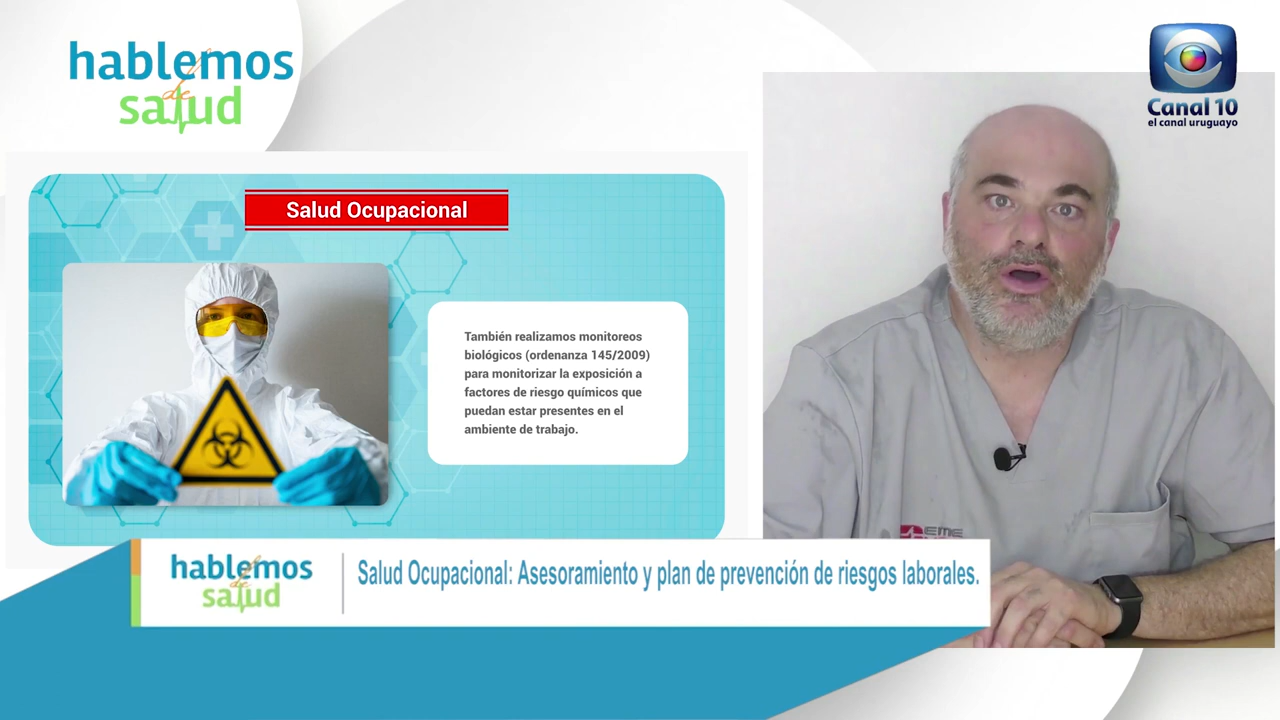 hablemos
de
salud
Canal 10
el canal uruguayo
Salud Ocupacional
También realizamos monitoreos
biológicos (ordenanza 145/2009)
para monitorizar la exposición a
factores de riesgo químicos que
puedan estar presentes en el
ambiente de trabajo.
EME
hablemos
de
salud
Salud Ocupacional: Asesoramiento y plan de prevención de riesgos laborales.